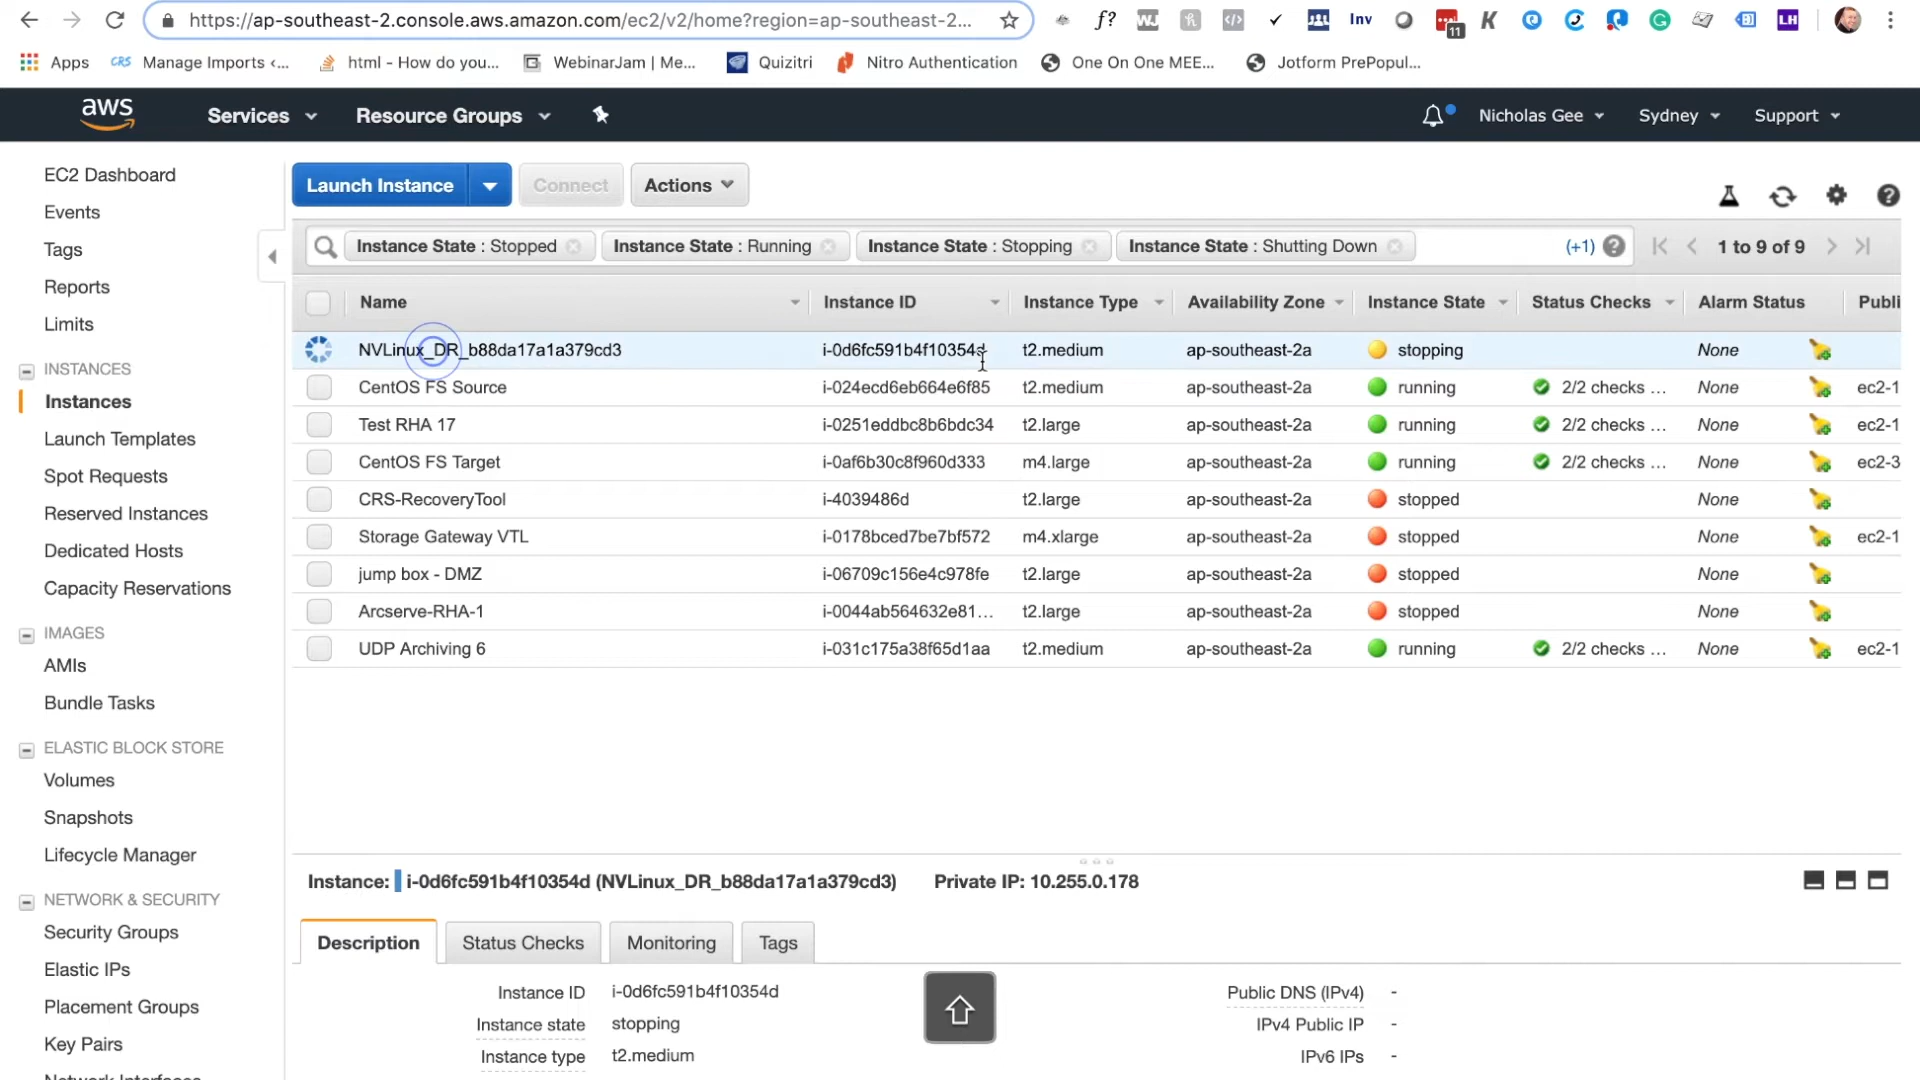 https://ap-southeast-2.console.aws.amazon.com/ec2/v2/home?region=ap-southeast-2...
f?
WJ
Inv
11
K
LH
Apps
CRS Manage Imports <...
html - How do you...
WebinarJam | Me...
Quizitri
Nitro Authentication
One On One MEE...
Jotform PrePopul...
aws
Services
Resource Groups
Nicholas Gee
Sydney
Support
EC2 Dashboard
Events
Tags
Reports
Limits
INSTANCES
Instances
Launch Templates
Spot Requests
Reserved Instances
Dedicated Hosts
Capacity Reservations
IMAGES
AMIs
Bundle Tasks
ELASTIC BLOCK STORE
Volumes
Snapshots
Lifecycle Manager
NETWORK & SECURITY
Security Groups
Elastic IPs
Placement Groups
Key Pairs
Network Interfaces
Launch Instance
Connect
Actions
Instance State : Stopped
Instance State : Running
Instance State : Stopping
Instance State : Shutting Down
(+1)
1 to 9 of 9
Name Instance ID Instance Type Availability Zone Instance State Status Checks Alarm Status Publi
NVLinux_DR_b88da17a1a379cd3 i-0d6fc591b4f10354d t2.medium ap-southeast-2a stopping None
CentOS FS Source i-024ecd6eb664e6f85 t2.medium ap-southeast-2a running 2/2 checks ... None ec2-1
Test RHA 17 i-0251eddbc8b6bdc34 t2.large ap-southeast-2a running 2/2 checks ... None ec2-1
CentOS FS Target i-0af6b30c8f960d333 m4.large ap-southeast-2a running 2/2 checks ... None ec2-3
CRS-RecoveryTool i-4039486d t2.large ap-southeast-2a stopped None
Storage Gateway VTL i-0178bced7be7bf572 m4.xlarge ap-southeast-2a stopped None ec2-1
jump box - DMZ i-06709c156e4c978fe t2.large ap-southeast-2a stopped None
Arcserve-RHA-1 i-0044ab564632e81... t2.large ap-southeast-2a stopped None
UDP Archiving 6 i-031c175a38f65d1aa t2.medium ap-southeast-2a running 2/2 checks ... None ec2-1
Instance: i-0d6fc591b4f10354d (NVLinux_DR_b88da17a1a379cd3) Private IP: 10.255.0.178
Description
Status Checks
Monitoring
Tags
Instance ID i-0d6fc591b4f10354d
Public DNS (IPv4) -
Instance state stopping
IPv4 Public IP -
Instance type t2.medium
IPv6 IPs -